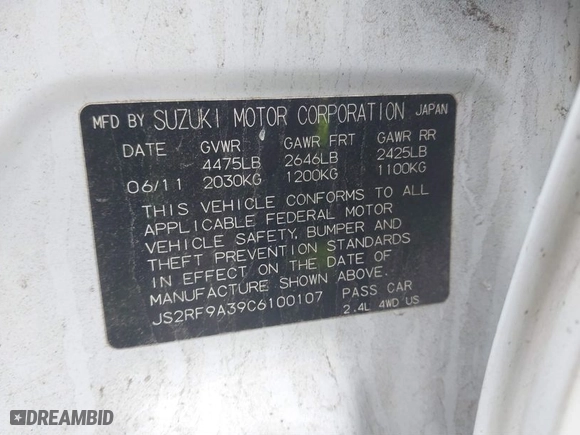 MFD BY SUZUKI MOTOR CORPORATION JAPAN
DATE GVWR GAWR FRT GAWR RR
4475LB 2646LB 2425LB
06/11 2030KG 1200KG 1100KG
THIS VEHICLE CONFORMS TO ALL
APPLICABLE FEDERAL MOTOR
VEHICLE SAFETY, BUMPER AND
THEFT PREVENTION STANDARDS
IN EFFECT ON THE DATE OF
MANUFACTURE SHOWN ABOVE.
JS2RF9A39C6100107 PASS CAR
2.4L 4WD US
DREAMBID